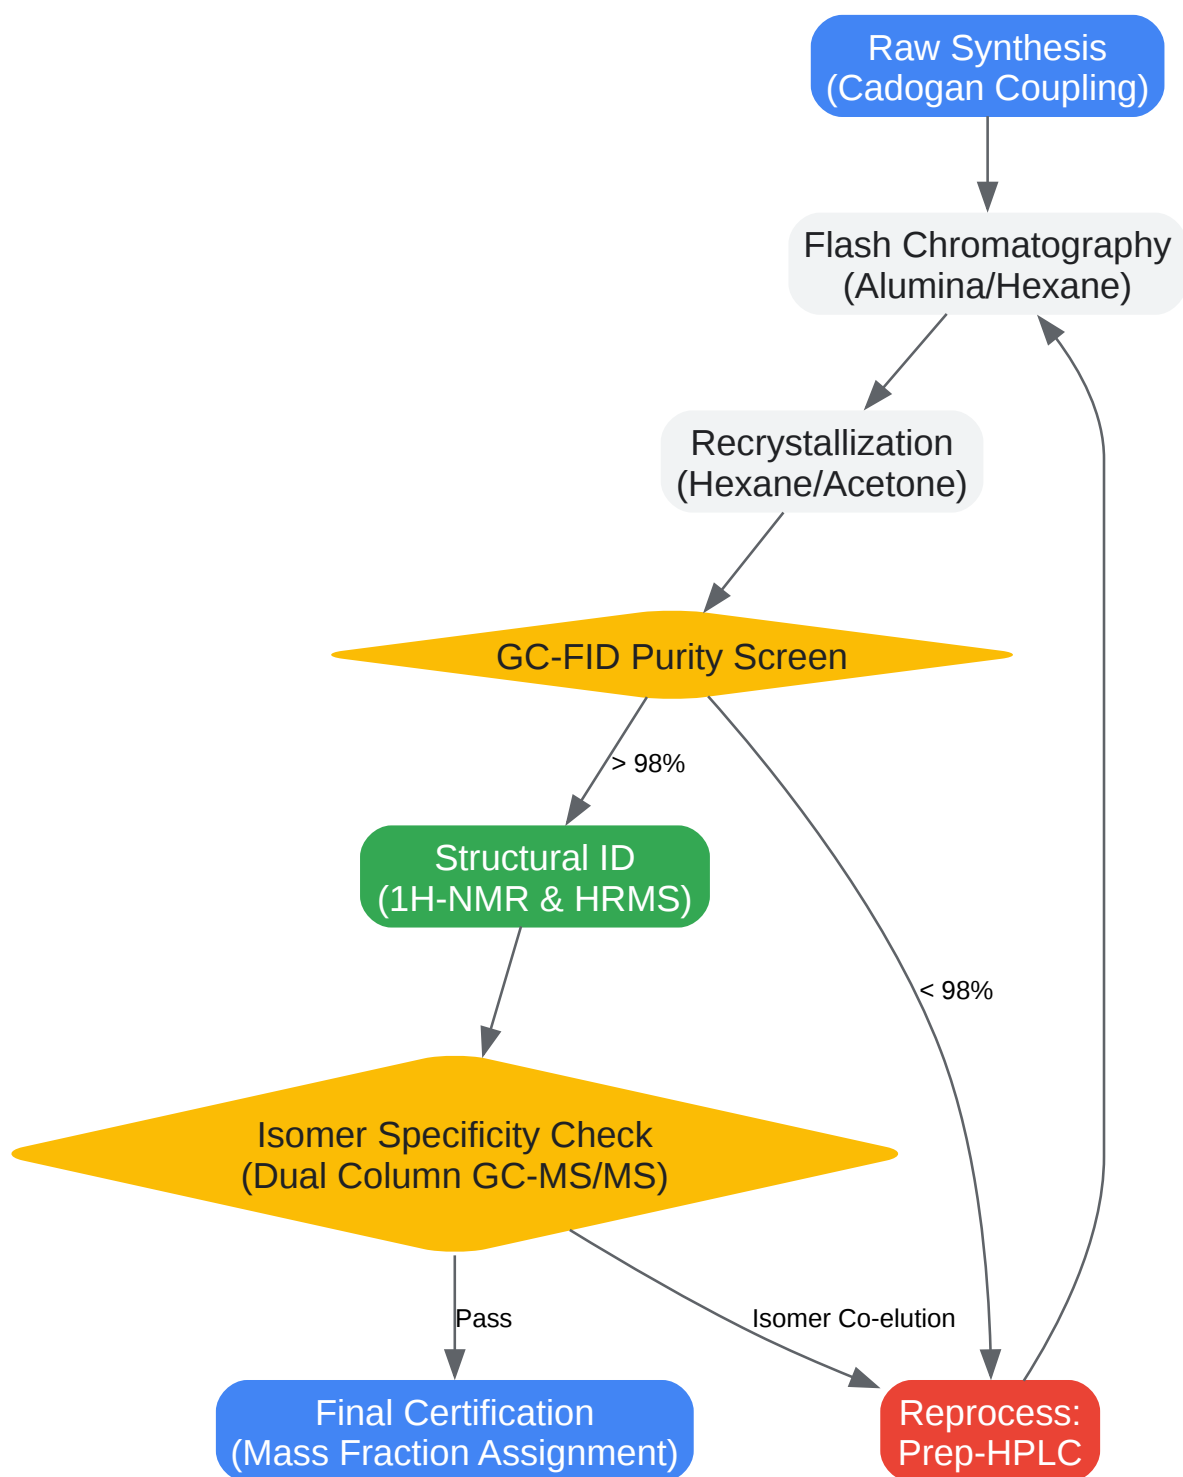 Raw Synthesis
(Cadogan Coupling)
Flash Chromatography
(Alumina/Hexane)
Recrystallization
(Hexane/Acetone)
GC-FID Purity Screen
> 98%
Structural ID
(1H-NMR & HRMS)
< 98%
Isomer Specificity Check
(Dual Column GC-MS/MS)
Pass
Isomer Co-elution
Final Certification
(Mass Fraction Assignment)
Reprocess:
Prep-HPLC